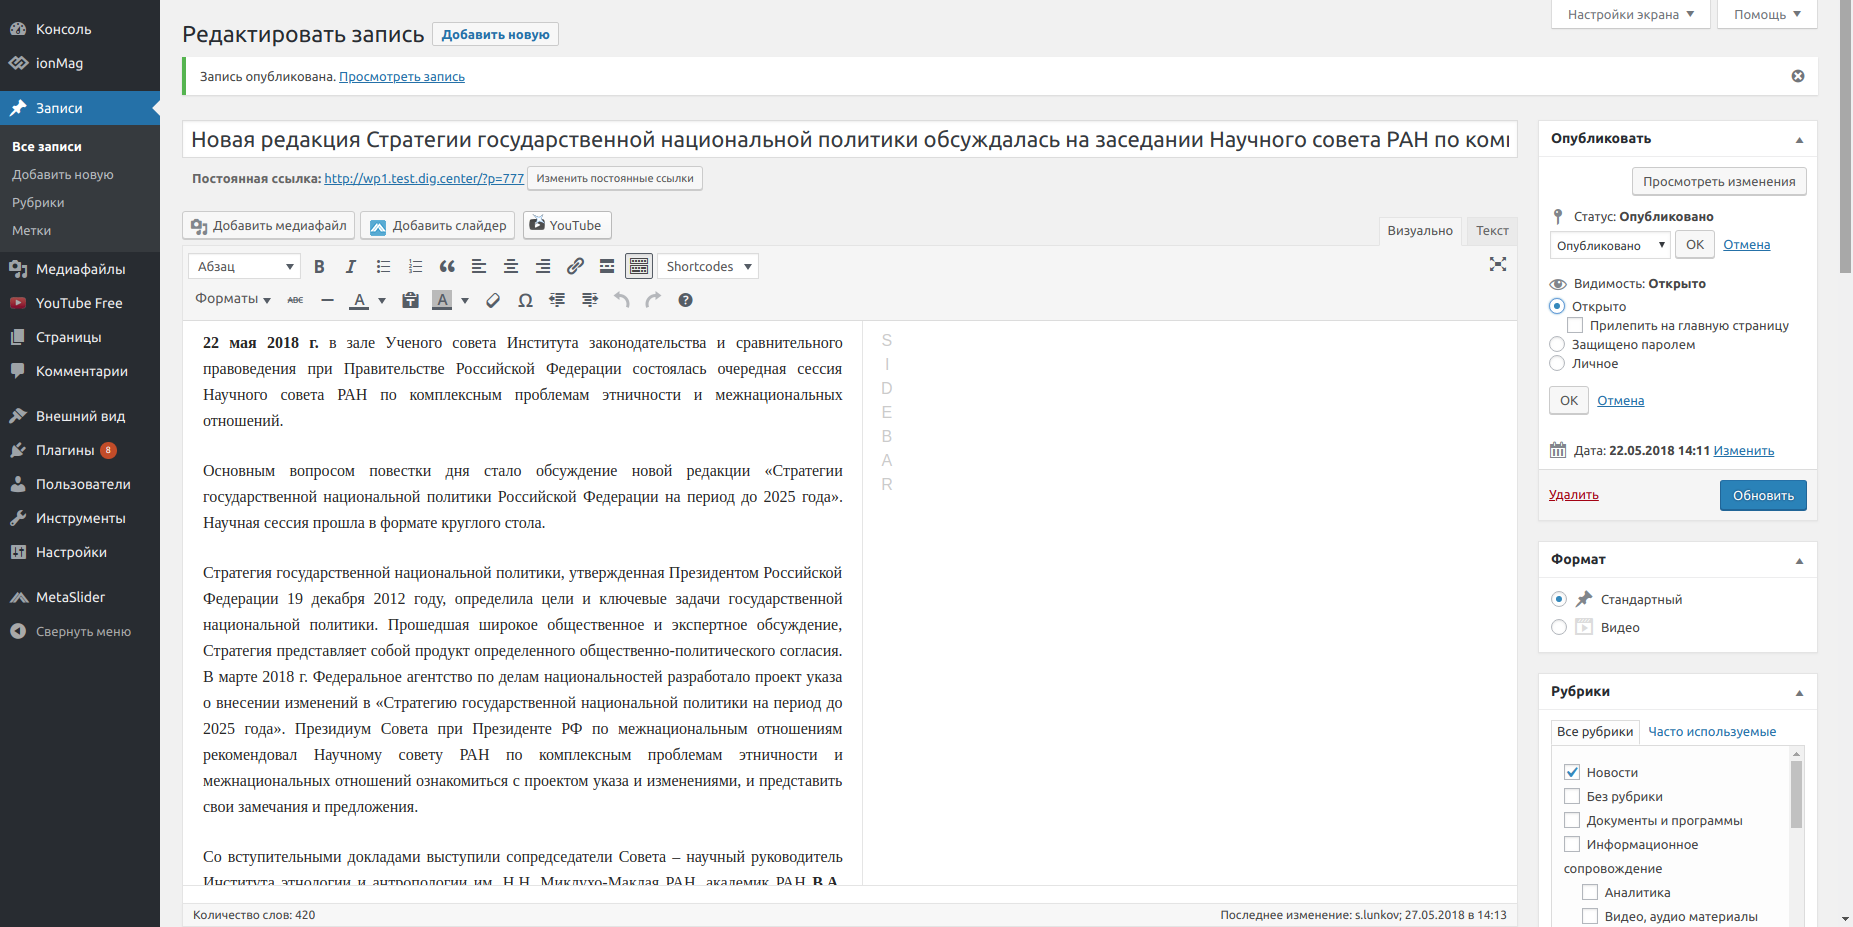 Консоль
ionMag
Записи
Все записи
Добавить новую
Рубрики
Метки
Медиафайлы
YouTube Free
Страницы
Комментарии
Внешний вид
Плагины 8
Пользователи
Инструменты
Настройки
MetaSlider
Свернуть меню
Настройки экрана
Помощь
Редактировать запись
Добавить новую
Запись опубликована. Просмотреть запись
Новая редакция Стратегии государственной национальной политики обсуждалась на заседании Научного совета РАН по ком
Постоянная ссылка: http://wp1.test.dig.center/?p=777 Изменить постоянные ссылки
Добавить медиафайл
Добавить слайдер
YouTube
Визуально
Текст
Абзац
B
I
Shortcodes
Форматы
ABC
A
A
Ω
22 мая 2018 г. в зале Ученого совета Института законодательства и сравнительного
правоведения при Правительстве Российской Федерации состоялась очередная сессия
Научного совета РАН по комплексным проблемам этничности и межнациональных
отношений.
Основным вопросом повестки дня стало обсуждение новой редакции «Стратегии
государственной национальной политики Российской Федерации на период до 2025 года».
Научная сессия прошла в формате круглого стола.
Стратегия государственной национальной политики, утвержденная Президентом Российской
Федерации 19 декабря 2012 году, определила цели и ключевые задачи государственной
национальной политики. Прошедшая широкое общественное и экспертное обсуждение,
Стратегия представляет собой продукт определенного общественно-политического согласия.
В марте 2018 г. Федеральное агентство по делам национальностей разработало проект указа
о внесении изменений в «Стратегию государственной национальной политики на период до
2025 года». Президиум Совета при Президенте РФ по межнациональным отношениям
рекомендовал Научному совету РАН по комплексным проблемам этничности и
межнациональных отношений ознакомиться с проектом указа и изменениями, и представить
свои замечания и предложения.
Со вступительными докладами выступили сопредседатели Совета – научный руководитель
Института этнологии и антропологии им. Н.Н. Миклухо-Маклая РАН, академик РАН В.А.
S
I
D
E
B
A
R
Количество слов: 420
Последнее изменение: s.lunkov; 27.05.2018 в 14:13
Опубликовать
Просмотреть изменения
Статус: Опубликовано
Опубликовано
OK
Отмена
Видимость: Открыто
Открыто
Прилепить на главную страницу
Защищено паролем
Личное
OK
Отмена
Дата: 22.05.2018 14:11 Изменить
Удалить
Обновить
Формат
Стандартный
Видео
Рубрики
Все рубрики
Часто используемые
Новости
Без рубрики
Документы и программы
Информационное
сопровождение
Аналитика
Видео, аудио материалы